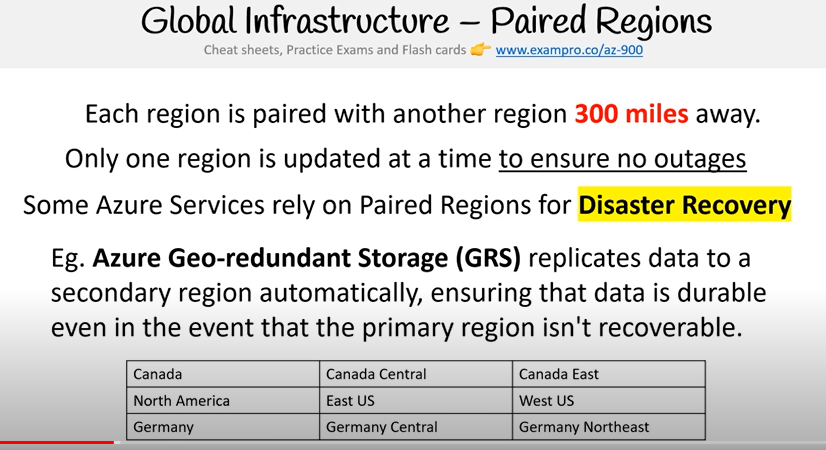 Global Infrastructure – Paired Regions
Cheat sheets, Practice Exams and Flash cards 👉 www.exampro.co/az-900
Each region is paired with another region 300 miles away.
Only one region is updated at a time to ensure no outages
Some Azure Services rely on Paired Regions for Disaster Recovery
Eg. Azure Geo-redundant Storage (GRS) replicates data to a
secondary region automatically, ensuring that data is durable
even in the event that the primary region isn't recoverable.
Canada Canada Central Canada East
North America East US West US
Germany Germany Central Germany Northeast